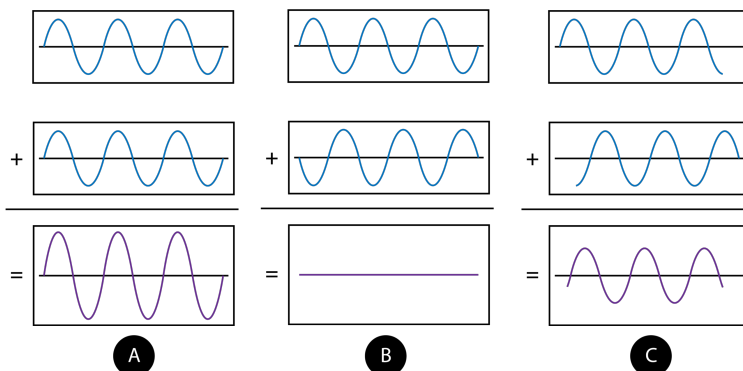 + + +
= = =
A B C